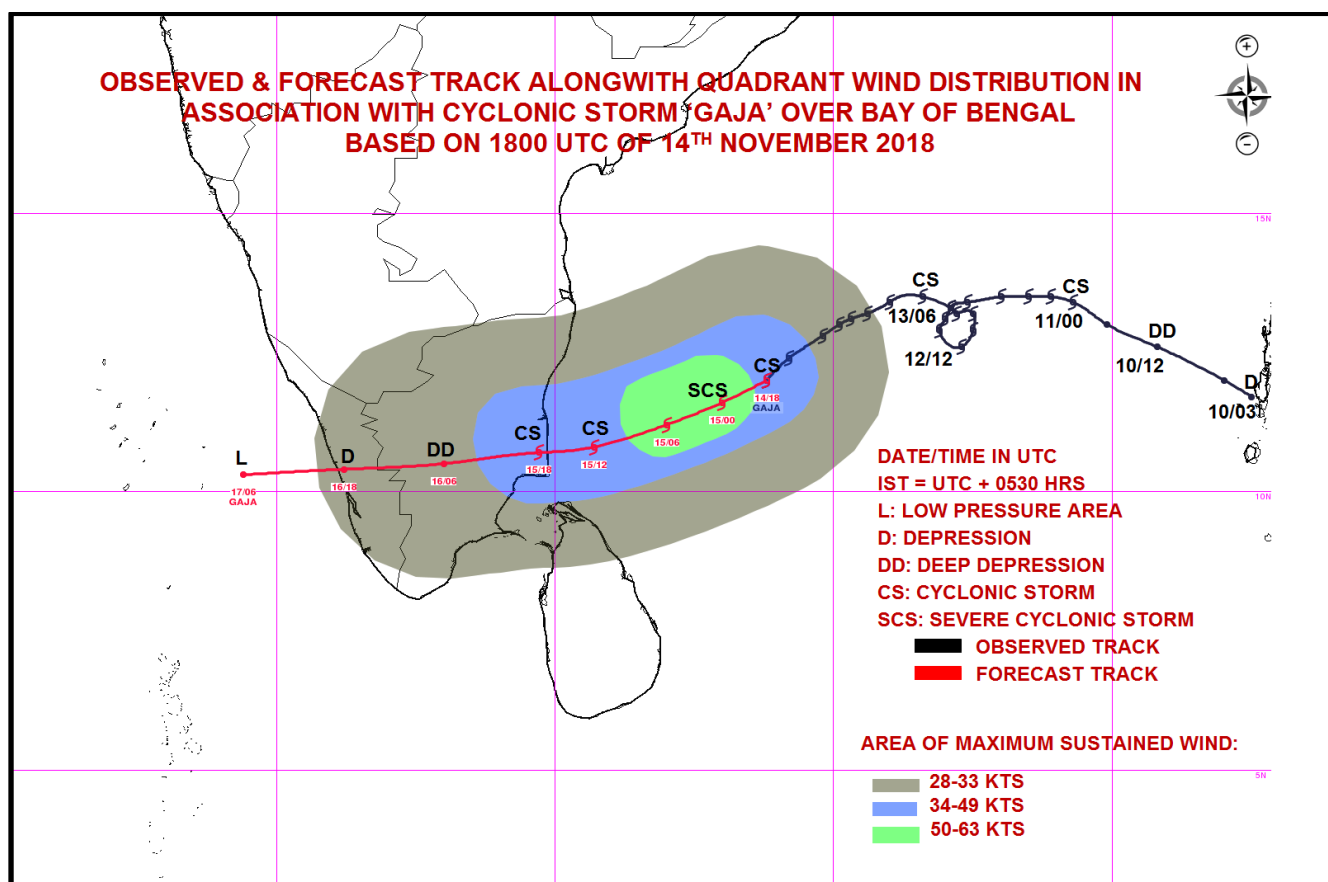 OBSERVED & FORECAST TRACK ALONGWITH QUADRANT WIND DISTRIBUTION IN
ASSOCIATION WITH CYCLONIC STORM ‘GAJA’ OVER BAY OF BENGAL
BASED ON 1800 UTC OF 14TH NOVEMBER 2018
+
-
15N
CS
13/06
CS
11/00
12/12
DD
10/12
D
10/03
CS
14/18
GAJA
SCS
15/00
15/06
CS
15/12
CS
15/18
DD
16/06
D
16/18
L
17/06
GAJA
10N
DATE/TIME IN UTC
IST = UTC + 0530 HRS
L: LOW PRESSURE AREA
D: DEPRESSION
DD: DEEP DEPRESSION
CS: CYCLONIC STORM
SCS: SEVERE CYCLONIC STORM
OBSERVED TRACK
FORECAST TRACK
AREA OF MAXIMUM SUSTAINED WIND:
5N
28-33 KTS
34-49 KTS
50-63 KTS